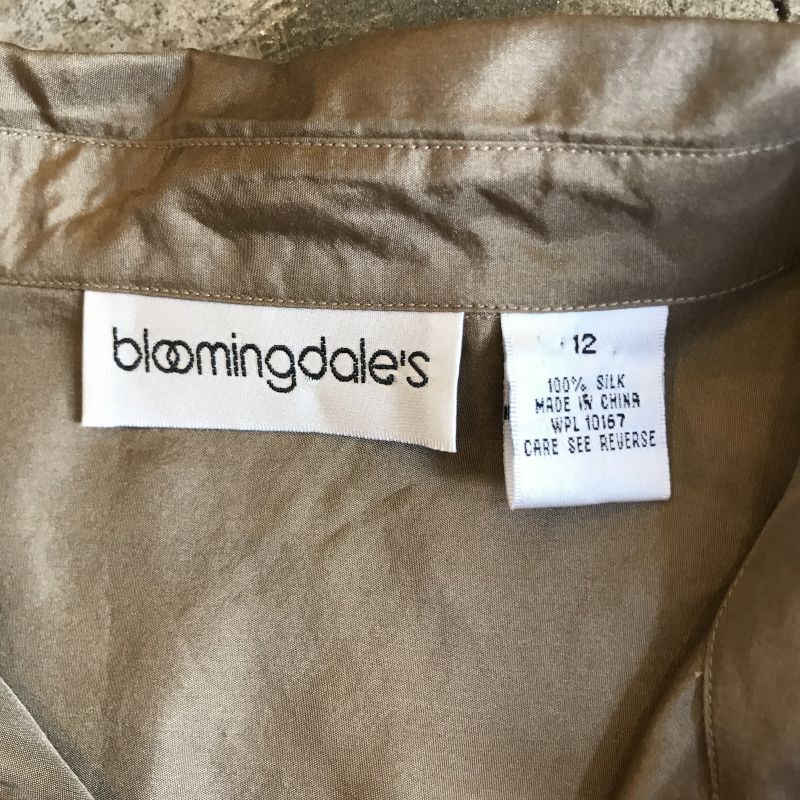 bloomingdale's
12
100% SILK
MADE IN CHINA
WPL 10167
CARE SEE REVERSE